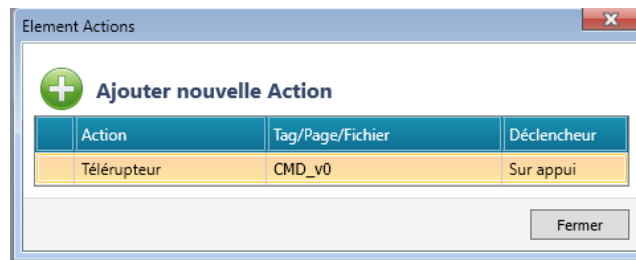 Element Actions
Ajouter nouvelle Action
Action Tag/Page/Fichier Déclencheur
Télérupteur CMD_v0 Sur appui
Fermer